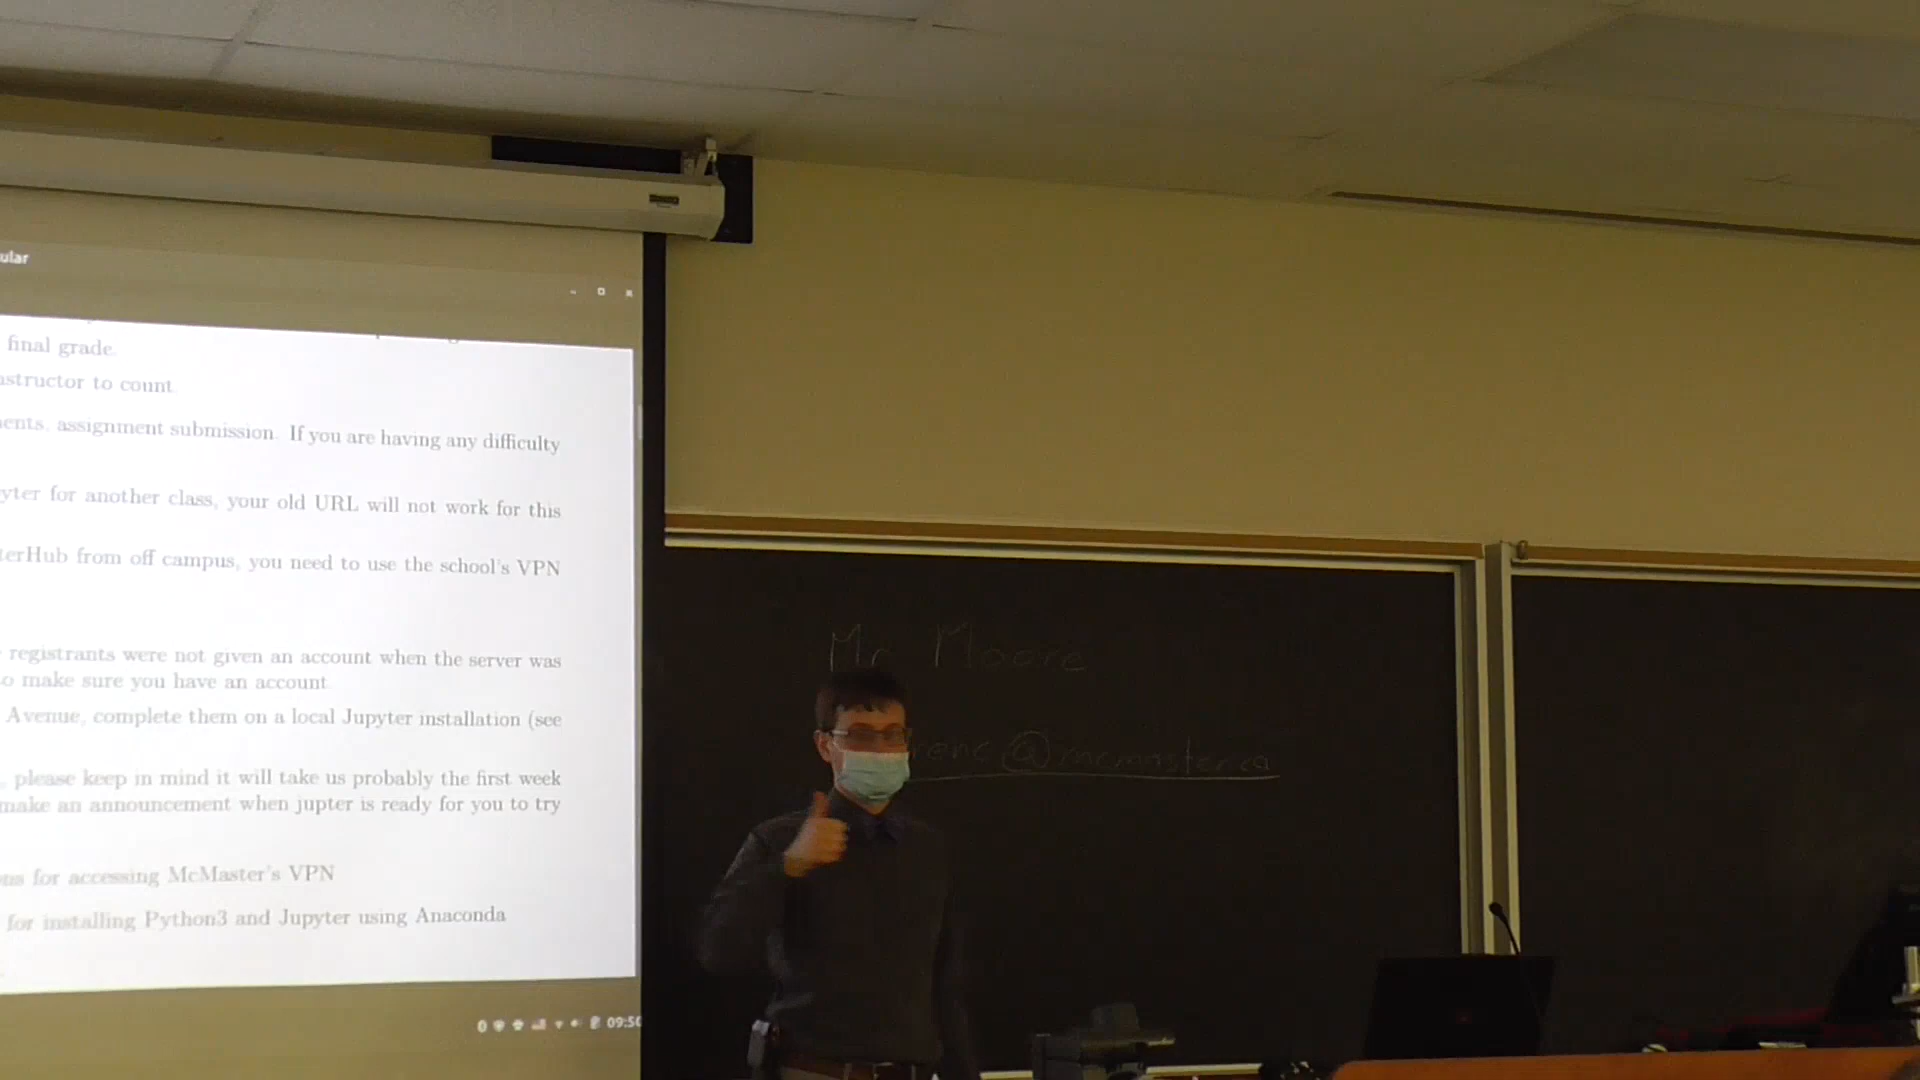 ular
final grade.
nstructor to count
ents, assignment submission. If you are having any difficulty
yter for another class, your old URL will not work for this
terHub from off campus, you need to use the school's VPN
registrants were not given an account when the server was
o make sure you have an account
Avenue, complete them on a local Jupyter installation (see
, please keep in mind it will take us probably the first week
make an announcement when jupter is ready for you to try
ons for accessing McMaster's VPN
for installing Python3 and Jupyter using Anaconda
09:50
Mr Moore
@mcmaster.ca